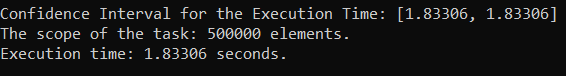 Confidence Interval for the Execution Time: [1.83306, 1.83306]
The scope of the task: 500000 elements.
Execution time: 1.83306 seconds.